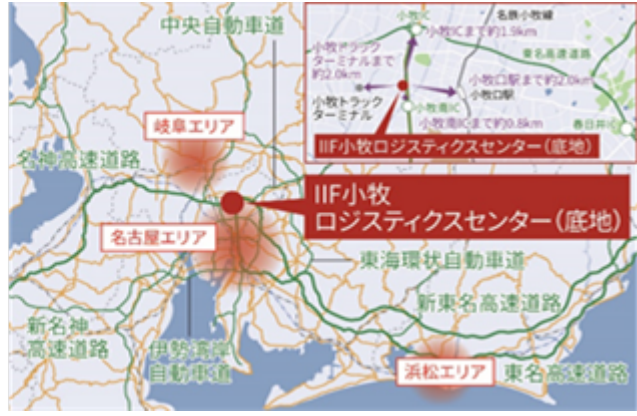 中央自動車道
岐阜エリア
名神高速道路
名古屋エリア
新名神
高速道路
伊勢湾岸
自動車道
IIF小牧
ロジスティクスセンター（底地）
東海環状自動車道
新東名高速道路
浜松エリア
東名高速道路
小牧IC
名鉄小牧線
小牧ICまで約1.9km
東名高速道路
小牧トラック
ターミナルまで
約2.0km
小牧口駅まで約2.0km
小牧口駅
小牧トラック
ターミナル
小牧南IC
小牧南ICまで約0.8km
春日井IC
IIF小牧ロジスティクスセンター（底地）